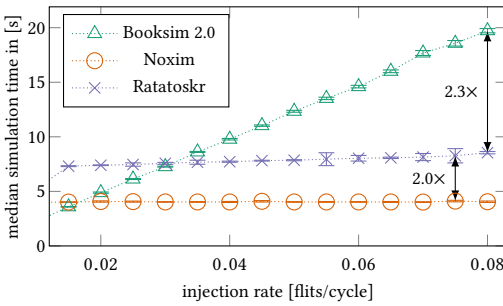 median simulation time in [s]
20
15
10
5
0
Booksim 2.0
Noxim
Ratatoskr
2.3×
2.0×
0.02
0.04
0.06
0.08
injection rate [flits/cycle]